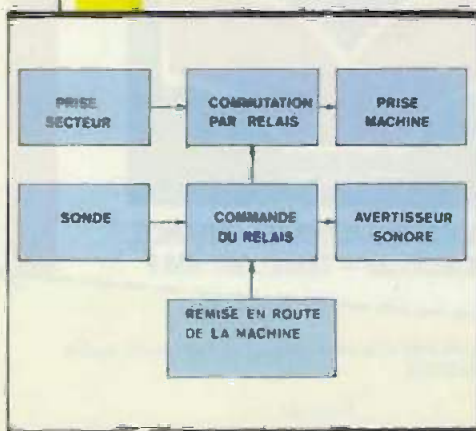 PRISE
SECTEUR
COMMUTATION
PAR RELAIS
PRISE
MACHINE
SONDE
COMMANDE
DU RELAIS
AVERTISSEUR
SONORE
REMISE EN ROUTE
DE LA MACHINE